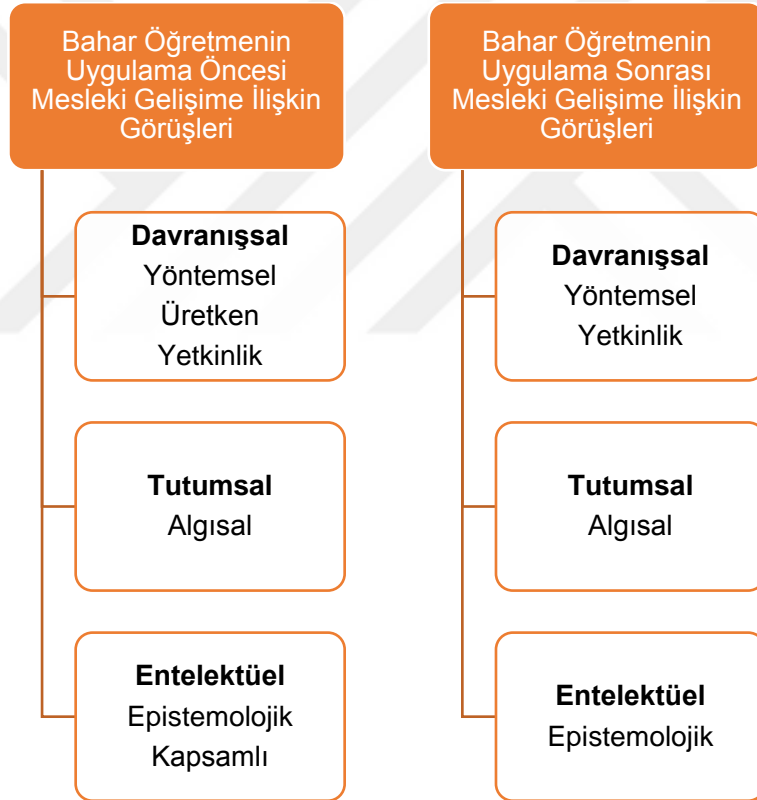 Bahar Öğretmenin
Uygulama Öncesi
Mesleki Gelişime İlişkin
Görüşleri
Davranışsal
Yöntemsel
Üretken
Yetkinlik
Tutumsal
Algısal
Entelektüel
Epistemolojik
Kapsamlı
Bahar Öğretmenin
Uygulama Sonrası
Mesleki Gelişime İlişkin
Görüşleri
Davranışsal
Yöntemsel
Yetkinlik
Tutumsal
Algısal
Entelektüel
Epistemolojik